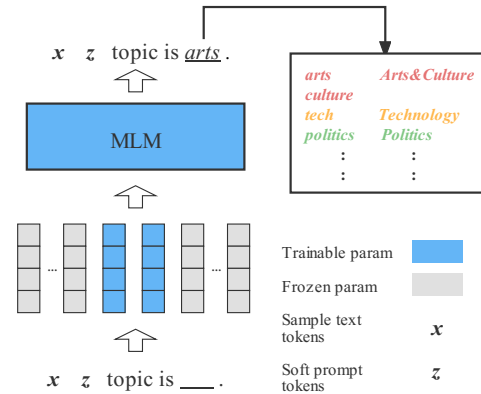 x z topic is arts .
arts Arts&Culture
culture
tech Technology
politics Politics
:
:
:
:
MLM
... ...
Trainable param
Frozen param
Sample text
tokens x
Soft prompt
tokens z
x z topic is ___ .